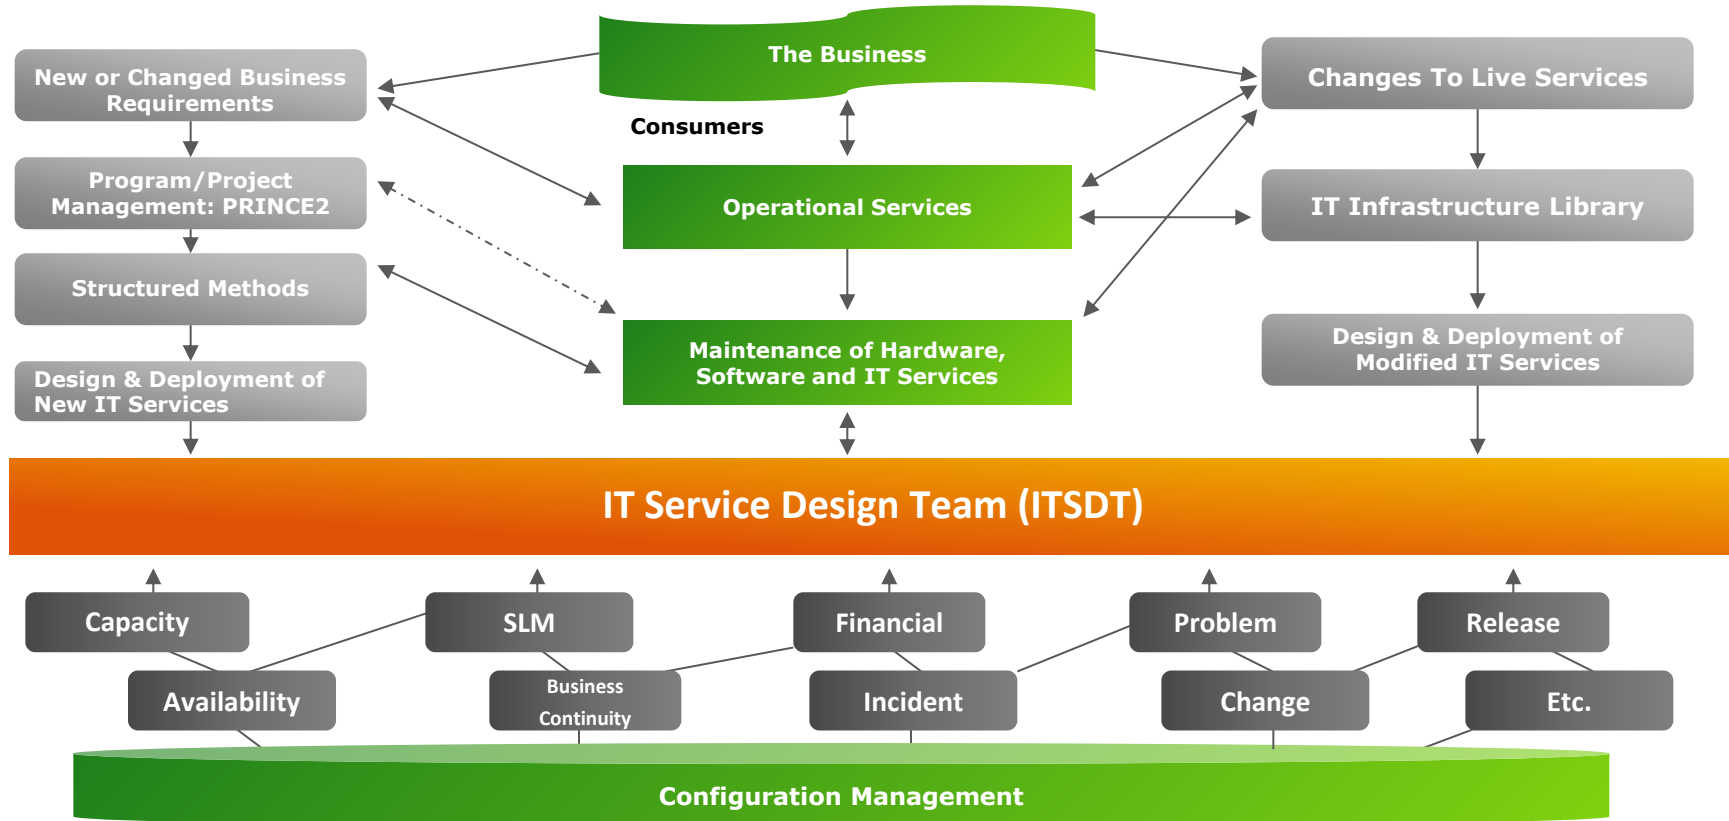 The Business
New or Changed Business
Requirements
Changes To Live Services
Consumers
Program/Project
Management: PRINCE2
Operational Services
IT Infrastructure Library
Structured Methods
Maintenance of Hardware,
Software and IT Services
Design & Deployment of
Modified IT Services
Design & Deployment of
New IT Services
IT Service Design Team (ITSDT)
Capacity
SLM
Financial
Problem
Release
Availability
Business
Continuity
Incident
Change
Etc.
Configuration Management